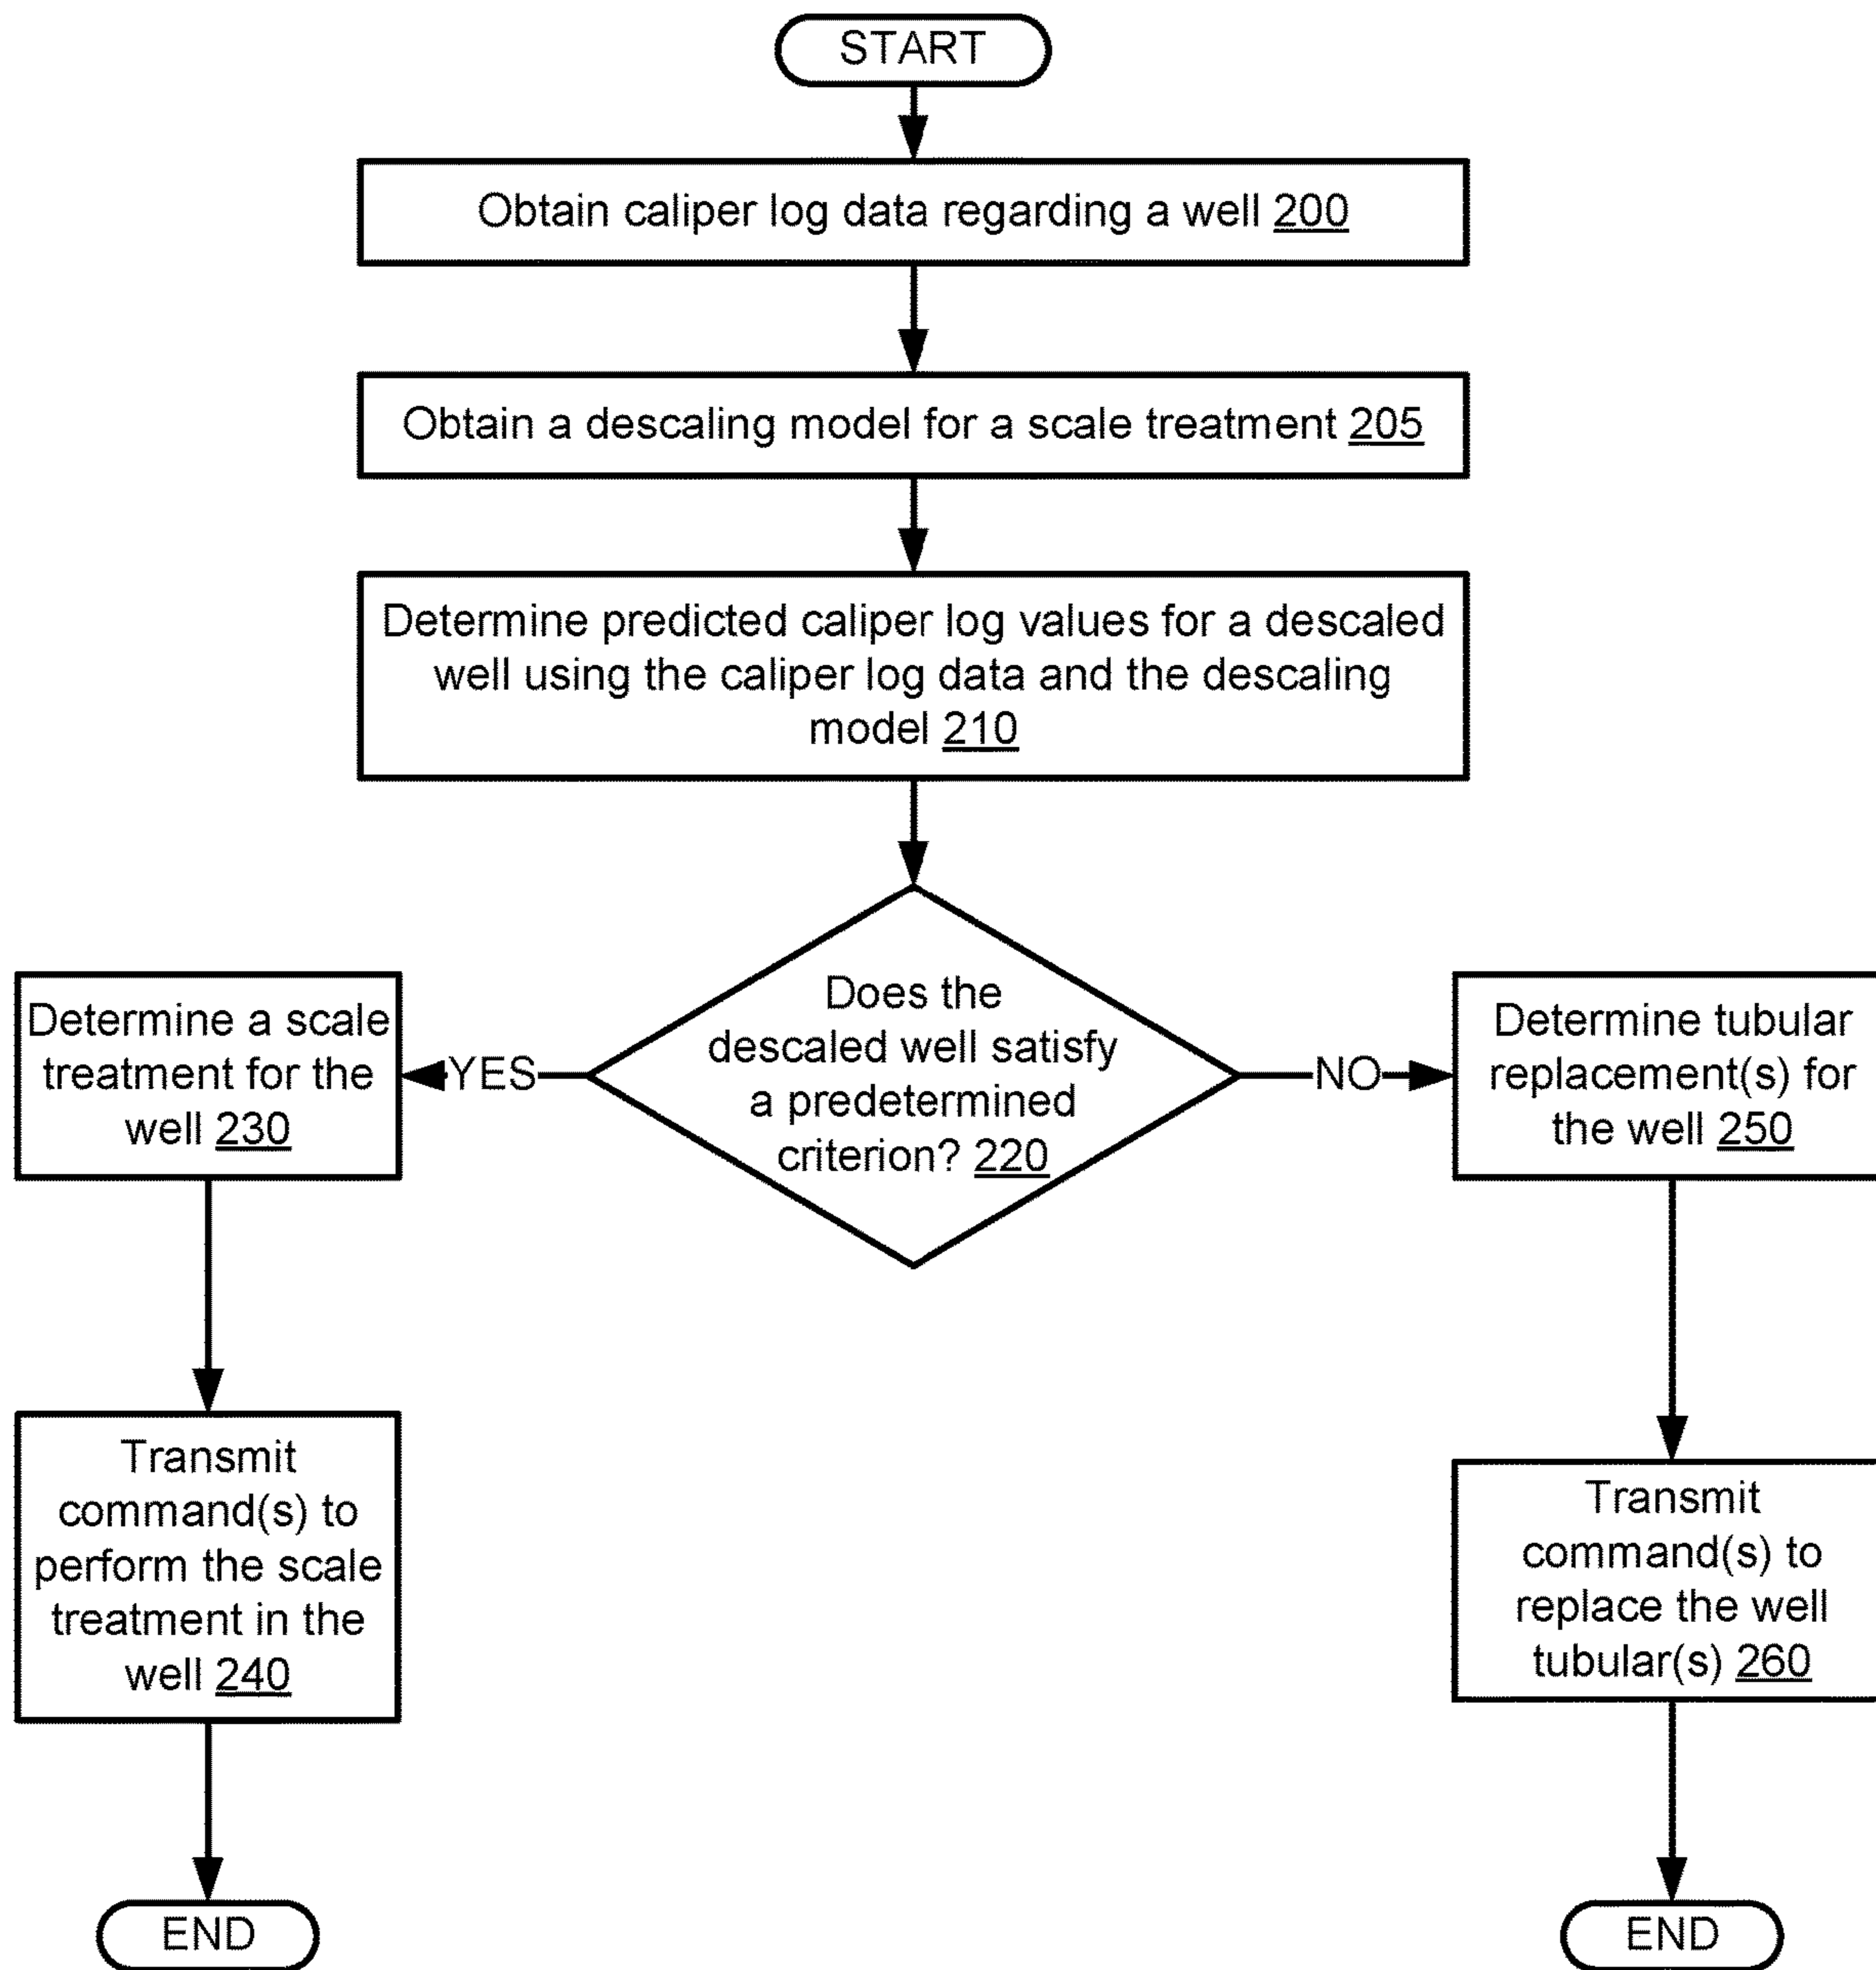 START
Obtain caliper log data regarding a well 200
Obtain a descaling model for a scale treatment 205
Determine predicted caliper log values for a descaled
well using the caliper log data and the descaling
model 210
Does the
descaled well satisfy
a predetermined
criterion? 220
YES
NO
Determine a scale
treatment for the
well 230
Transmit
command(s) to
perform the scale
treatment in the
well 240
END
Determine tubular
replacement(s) for
the well 250
Transmit
command(s) to
replace the well
tubular(s) 260
END